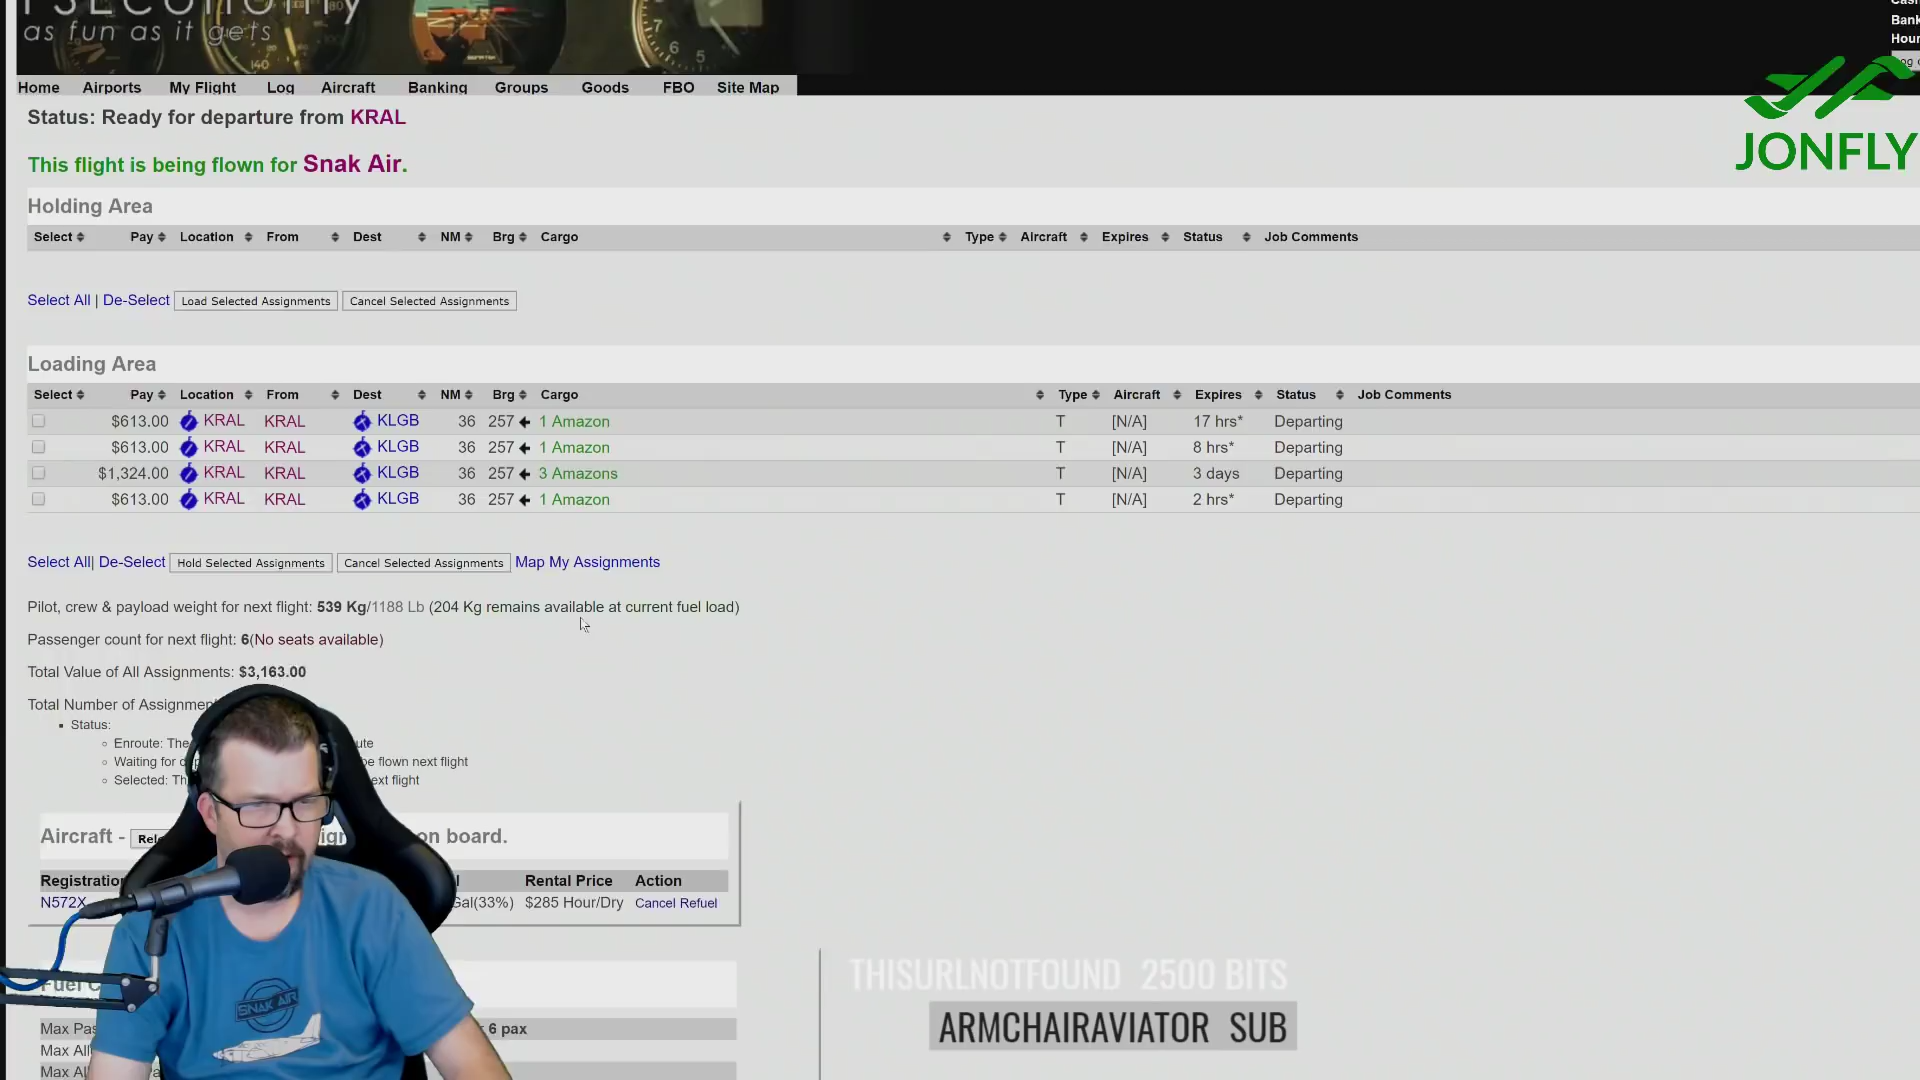 FSEconomy
as fun as it gets
Bank
Hour
Home Airports My Flight Log Aircraft Banking Groups Goods FBO Site Map
JONFLY
Status: Ready for departure from KRAL
This flight is being flown for Snak Air.
Holding Area
Select Pay Location From Dest NM Brg Cargo Type Aircraft Expires Status Job Comments
Select All | De-Select Load Selected Assignments Cancel Selected Assignments
Loading Area
Select Pay Location From Dest NM Brg Cargo Type Aircraft Expires Status Job Comments
$613.00 KRAL KRAL KLGB 36 257 1 Amazon T [N/A] 17 hrs* Departing
$613.00 KRAL KRAL KLGB 36 257 1 Amazon T [N/A] 8 hrs* Departing
$1,324.00 KRAL KRAL KLGB 36 257 3 Amazons T [N/A] 3 days Departing
$613.00 KRAL KRAL KLGB 36 257 1 Amazon T [N/A] 2 hrs* Departing
Select All| De-Select Hold Selected Assignments Cancel Selected Assignments Map My Assignments
Pilot, crew & payload weight for next flight: 539 Kg/1188 Lb (204 Kg remains available at current fuel load)
Passenger count for next flight: 6(No seats available)
Total Value of All Assignments: $3,163.00
Total Number of Assignmen
Status:
Enroute: The ute
Waiting for dep be flown next flight
Selected: Th ext flight
Aircraft - Rele ign on board.
Registration l Rental Price Action
N572X Gal(33%) $285 Hour/Dry Cancel Refuel
Fuel C
Max Pas 6 pax
Max All
Max All Pa
SNAK AIR
THISURLNOTFOUND 2500 BITS
ARMCHAIRAVIATOR SUB